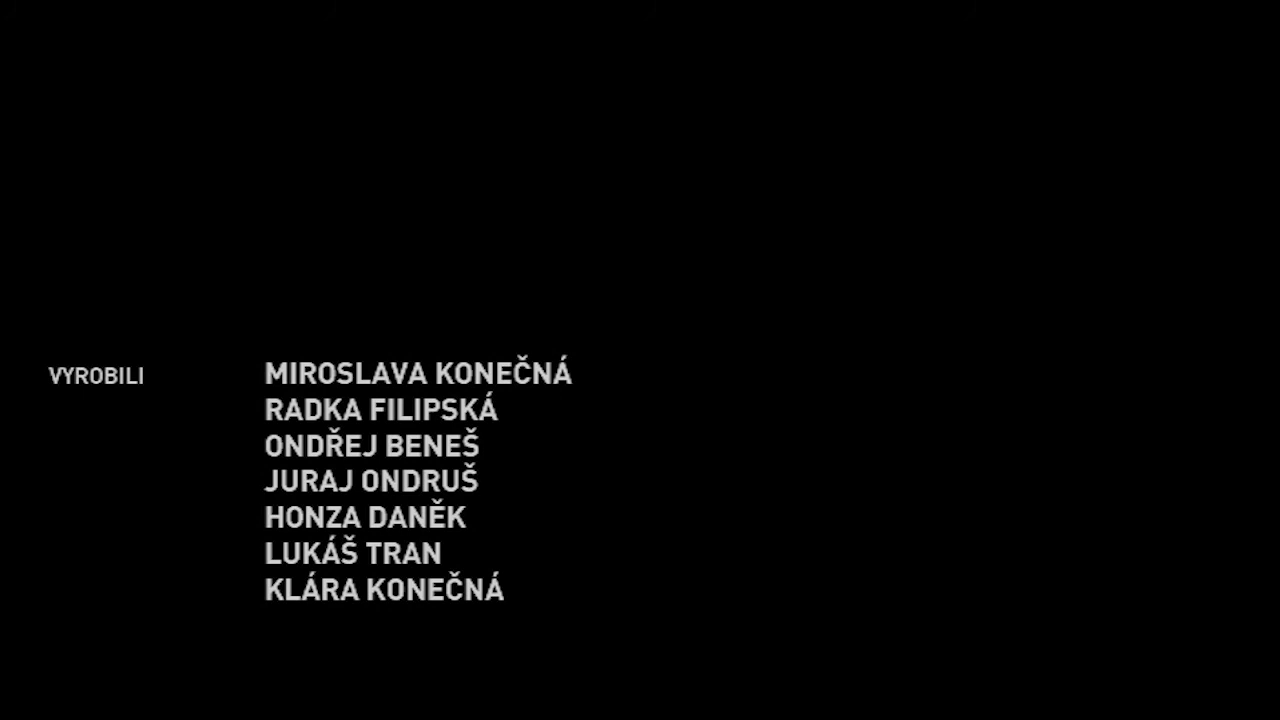 VYROBILI MIROSLAVA KONEČNÁ
RADKA FILIPSKÁ
ONDŘEJ BENEŠ
JURAJ ONDRUŠ
HONZA DANĚK
LUKÁŠ TRAN
KLÁRA KONEČNÁ